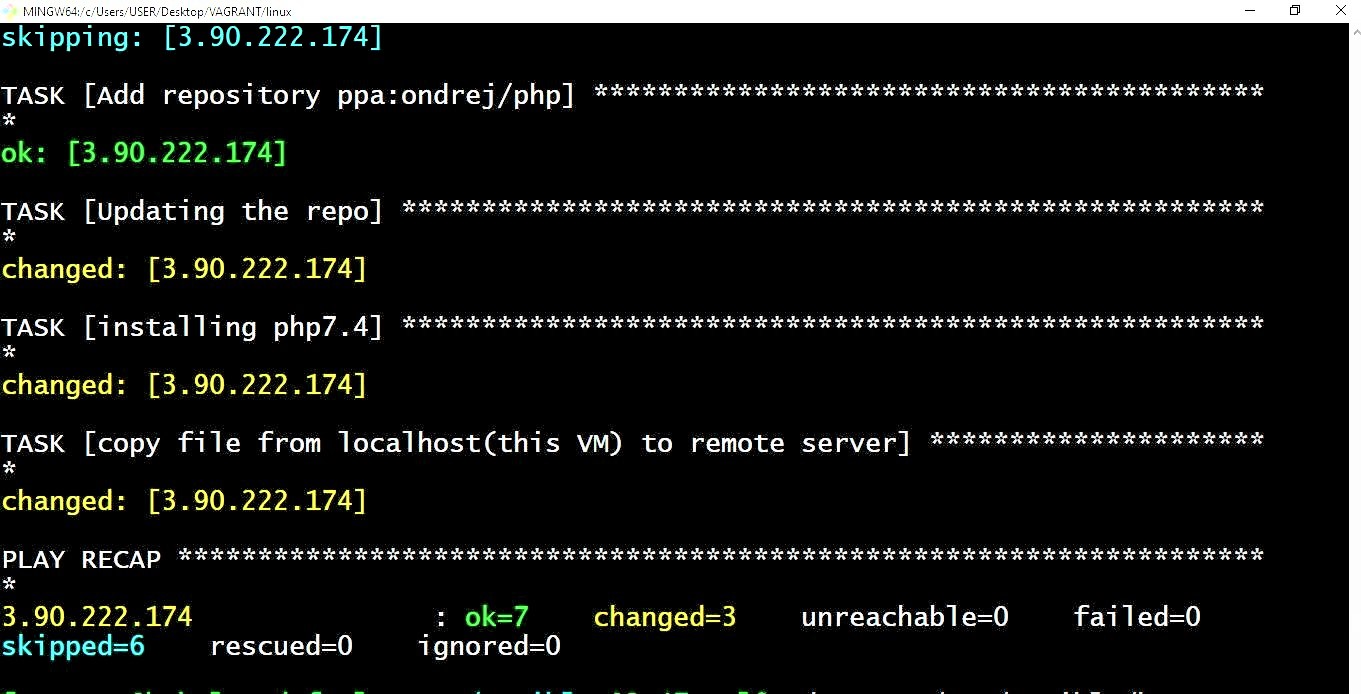 MINGW64:/c/Users/USER/Desktop/VAGRANT/linux
skipping: [3.90.222.174]
TASK [Add repository ppa:ondrej/php] ******************************************
*
ok: [3.90.222.174]
TASK [Updating the repo] ******************************************************
*
changed: [3.90.222.174]
TASK [installing php7.4] ******************************************************
*
changed: [3.90.222.174]
TASK [copy file from localhost(this VM) to remote server] *********************
*
changed: [3.90.222.174]
PLAY RECAP ********************************************************************
*
3.90.222.174 : ok=7 changed=3 unreachable=0 failed=0
skipped=6 rescued=0 ignored=0